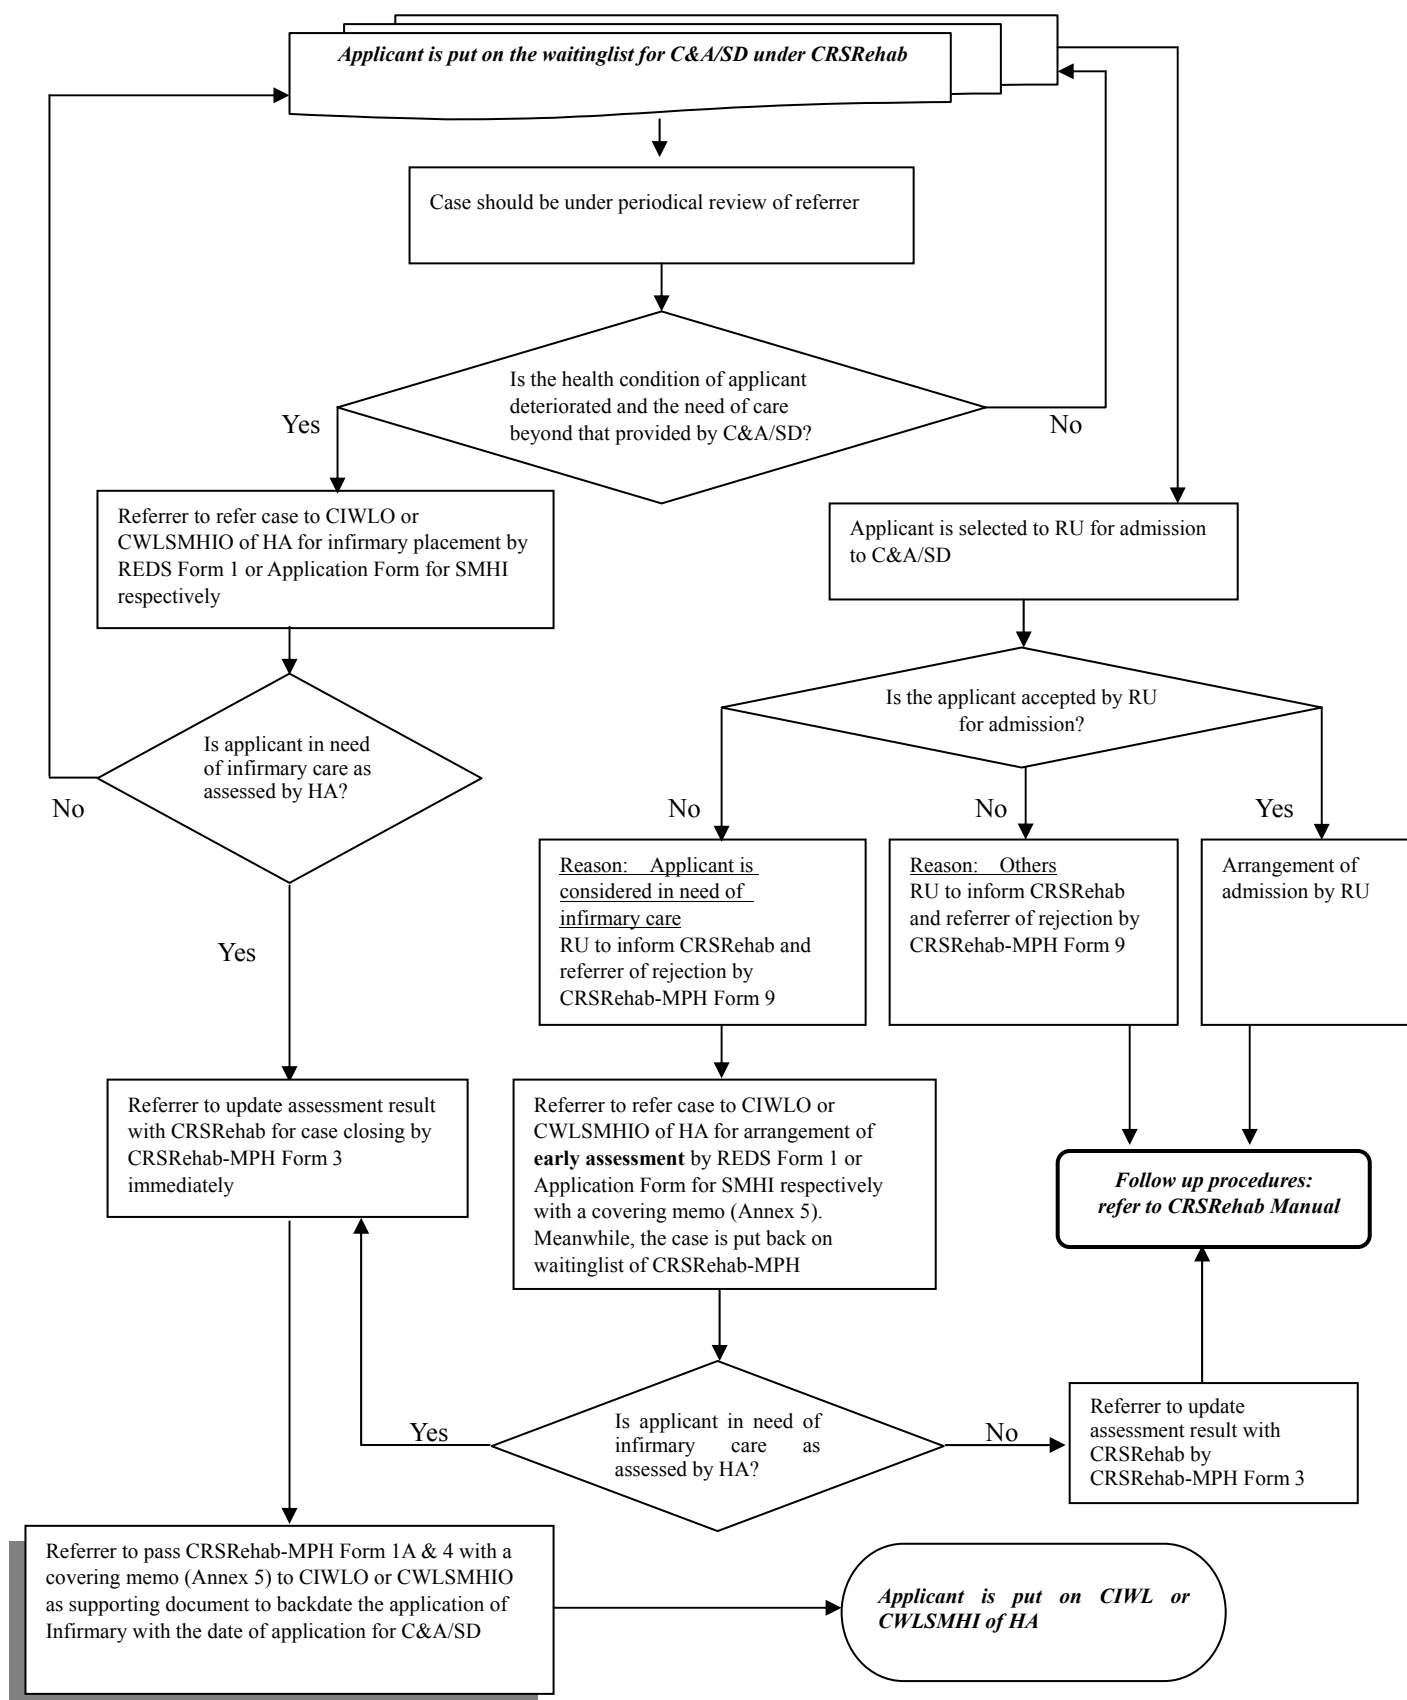 Applicant is put on the waitinglist for C&A/SD under CRSRehab
Case should be under periodical review of referrer
Is the health condition of applicant
deteriorated and the need of care
beyond that provided by C&A/SD?
Yes
No
Referrer to refer case to CIWLO or
CWLSMHIO of HA for infirmary placement by
REDS Form 1 or Application Form for SMHI
respectively
Applicant is selected to RU for admission
to C&A/SD
Is the applicant accepted by RU
for admission?
Is applicant in need
of infirmary care as
assessed by HA?
No
No
No
Yes
Reason: Applicant is
considered in need of
infirmary care
RU to inform CRSRehab and
referrer of rejection by
CRSRehab-MPH Form 9
Reason: Others
RU to inform CRSRehab
and referrer of rejection by
CRSRehab-MPH Form 9
Arrangement of
admission by RU
Yes
Referrer to update assessment result
with CRSRehab for case closing by
CRSRehab-MPH Form 3
immediately
Referrer to refer case to CIWLO or
CWLSMHIO of HA for arrangement of
early assessment by REDS Form 1 or
Application Form for SMHI respectively
with a covering memo (Annex 5).
Meanwhile, the case is put back on
waitinglist of CRSRehab-MPH
Follow up procedures:
refer to CRSRehab Manual
Yes
Is applicant in need of
infirmary care as
assessed by HA?
No
Referrer to update
assessment result with
CRSRehab by
CRSRehab-MPH Form 3
Referrer to pass CRSRehab-MPH Form 1A & 4 with a
covering memo (Annex 5) to CIWLO or CWLSMHIO
as supporting document to backdate the application of
Infirmary with the date of application for C&A/SD
Applicant is put on CIWL or
CWLSMHI of HA